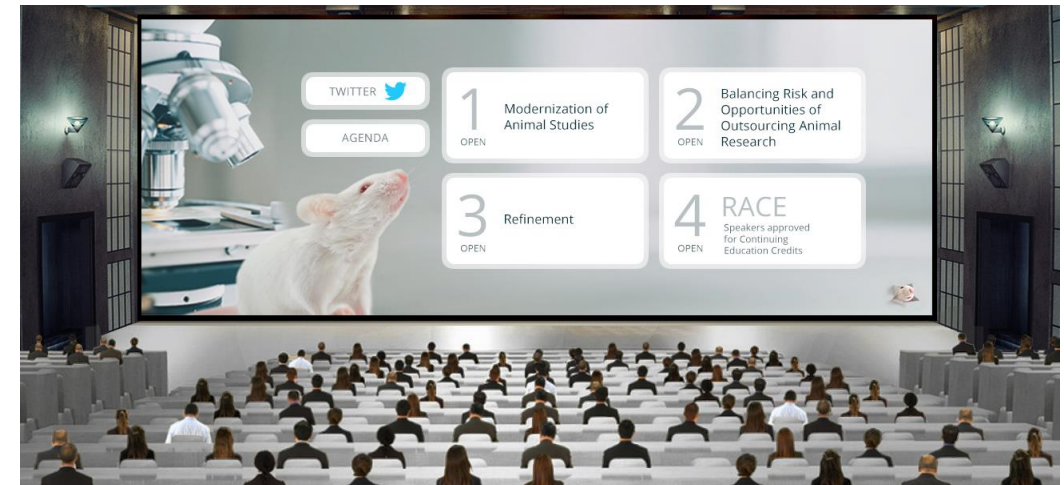 TWITTER
AGENDA
1
OPEN
Modernization of
Animal Studies
2
OPEN
Balancing Risk and
Opportunities of
Outsourcing Animal
Research
3
OPEN
Refinement
4
OPEN
RACE
Speakers approved
for Continuing
Education Credits